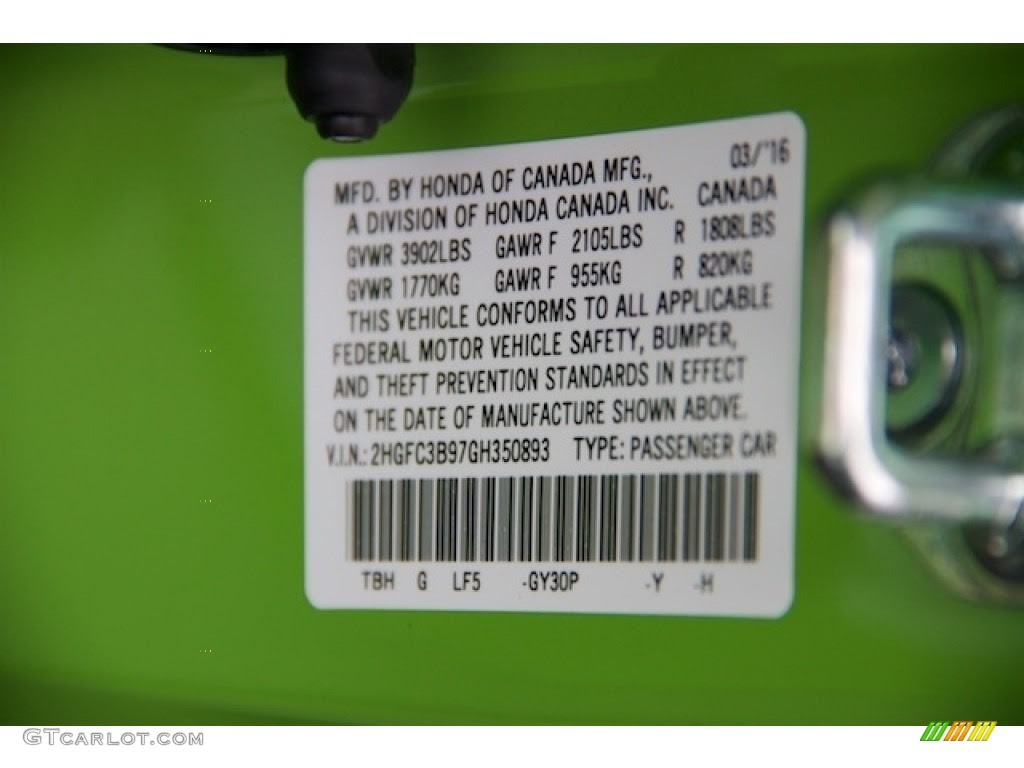 03/'16
MFD. BY HONDA OF CANADA MFG.,
A DIVISION OF HONDA CANADA INC. CANADA
GVWR 3902LBS GAWR F 2105LBS R 1808LBS
GVWR 1770KG GAWR F 955KG R 820KG
THIS VEHICLE CONFORMS TO ALL APPLICABLE
FEDERAL MOTOR VEHICLE SAFETY, BUMPER,
AND THEFT PREVENTION STANDARDS IN EFFECT
ON THE DATE OF MANUFACTURE SHOWN ABOVE.
V.I.N.: 2HGFC3B97GH350893 TYPE: PASSENGER CAR
TBH G LF5 -GY30P -Y -H
GTCARLOT.COM